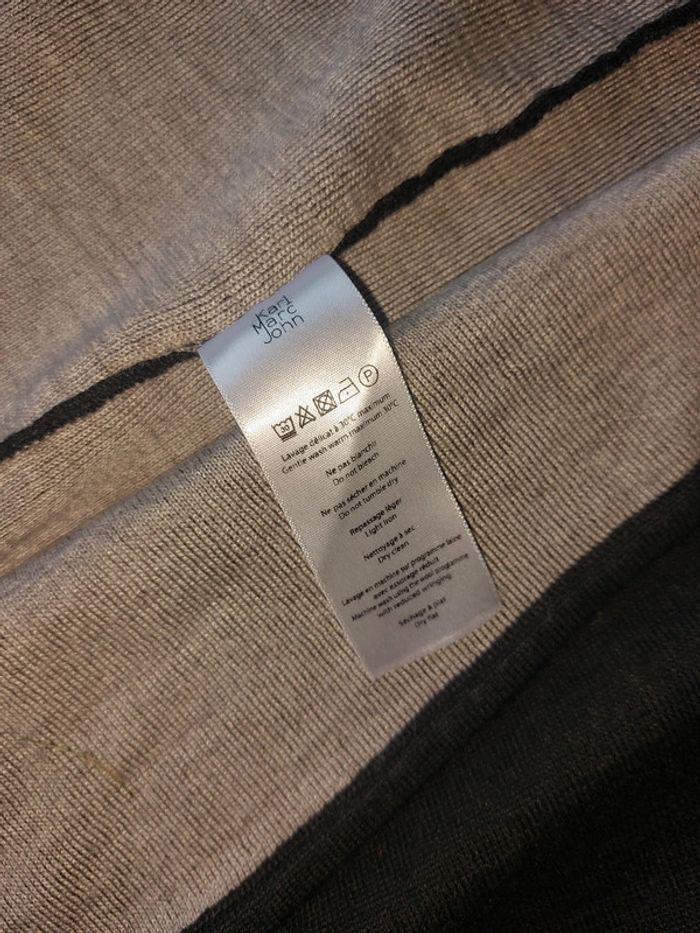 Karl
Marc
John
30
P
Lavage délicat à 30°C maximum
Gentle wash warm maximum 30°C
Ne pas blanchir
Do not bleach
Ne pas sécher en machine
Do not tumble dry
Repassage léger
Light iron
Nettoyage à sec
Dry clean
Lavage en machine sur programme laine
avec essorage réduit
Machine wash using the wool programme
with reduced wringing
Séchage à plat
Dry flat